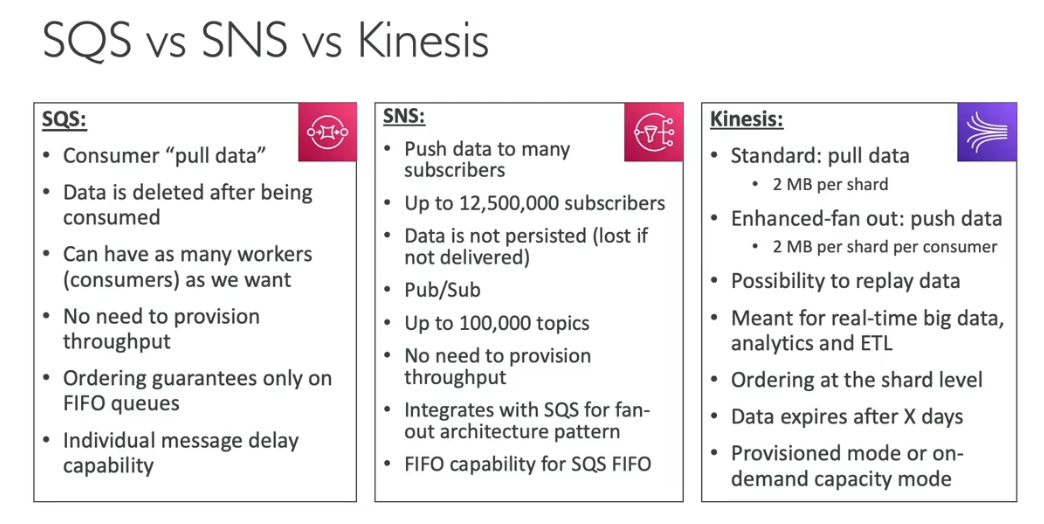 SQS vs SNS vs Kinesis
SQS:
• Consumer “pull data”
• Data is deleted after being
consumed
• Can have as many workers
(consumers) as we want
• No need to provision
throughput
• Ordering guarantees only on
FIFO queues
• Individual message delay
capability
SNS:
• Push data to many
subscribers
• Up to 12,500,000 subscribers
• Data is not persisted (lost if
not delivered)
• Pub/Sub
• Up to 100,000 topics
• No need to provision
throughput
• Integrates with SQS for fan-
out architecture pattern
• FIFO capability for SQS FIFO
Kinesis:
• Standard: pull data
• 2 MB per shard
• Enhanced-fan out: push data
• 2 MB per shard per consumer
• Possibility to replay data
• Meant for real-time big data,
analytics and ETL
• Ordering at the shard level
• Data expires after X days
• Provisioned mode or on-
demand capacity mode